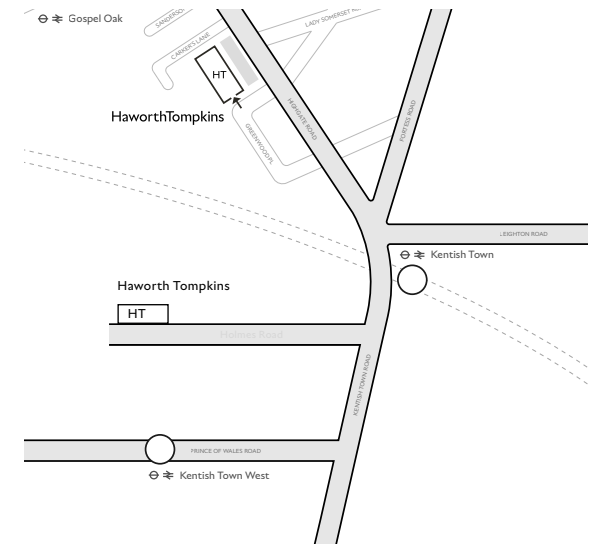 Gospel Oak
SANDERSO
LADY SOMERSET
CARKER'S LANE
HT
HaworthTompkins
HIGHGATE ROAD
FORTESS ROAD
GREENWOOD PL
LEIGHTON ROAD
Kentish Town
Haworth Tompkins
HT
Holmes Road
KENTISH TOWN ROAD
PRINCE OF WALES ROAD
Kentish Town West